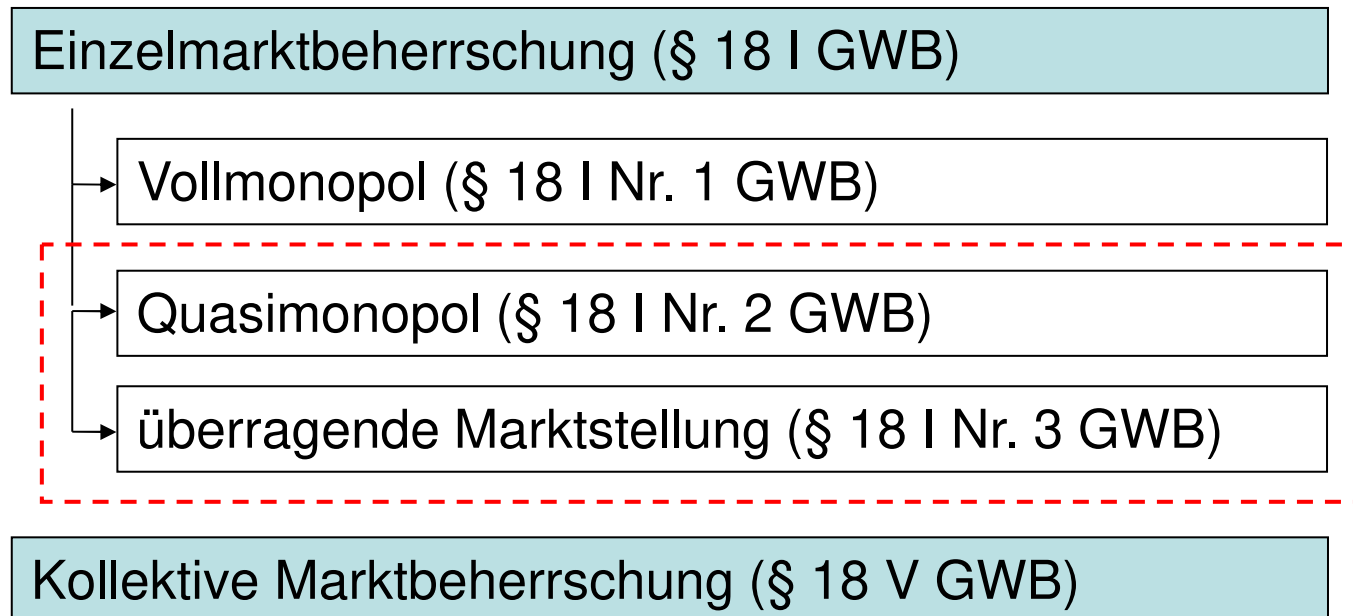 Einzelmarktbeherrschung (§ 18 I GWB)
Vollmonopol (§ 18 I Nr. 1 GWB)
Quasimonopol (§ 18 I Nr. 2 GWB)
überragende Marktstellung (§ 18 I Nr. 3 GWB)
Kollektive Marktbeherrschung (§ 18 V GWB)